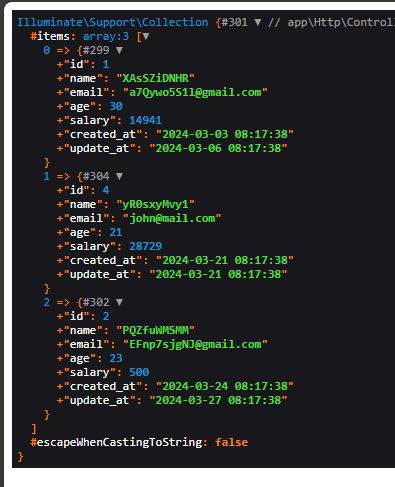 Illuminate\Support\Collection {#301 ▼ // app\Http\Controll
#items: array:3 [▼
0 => {#299 ▼
+"id": 1
+"name": "XAsSZiDNHR"
+"email": "a7Qywo5S1l@gmail.com"
+"age": 30
+"salary": 14941
+"created_at": "2024-03-03 08:17:38"
+"update_at": "2024-03-06 08:17:38"
}
1 => {#304 ▼
+"id": 4
+"name": "yR0sxyMvy1"
+"email": "john@mail.com"
+"age": 21
+"salary": 28729
+"created_at": "2024-03-21 08:17:38"
+"update_at": "2024-03-21 08:17:38"
}
2 => {#302 ▼
+"id": 2
+"name": "PQZfuWMSMM"
+"email": "EFnp7sjgNJ@gmail.com"
+"age": 23
+"salary": 500
+"created_at": "2024-03-24 08:17:38"
+"update_at": "2024-03-27 08:17:38"
}
]
#escapeWhenCastingToString: false
}